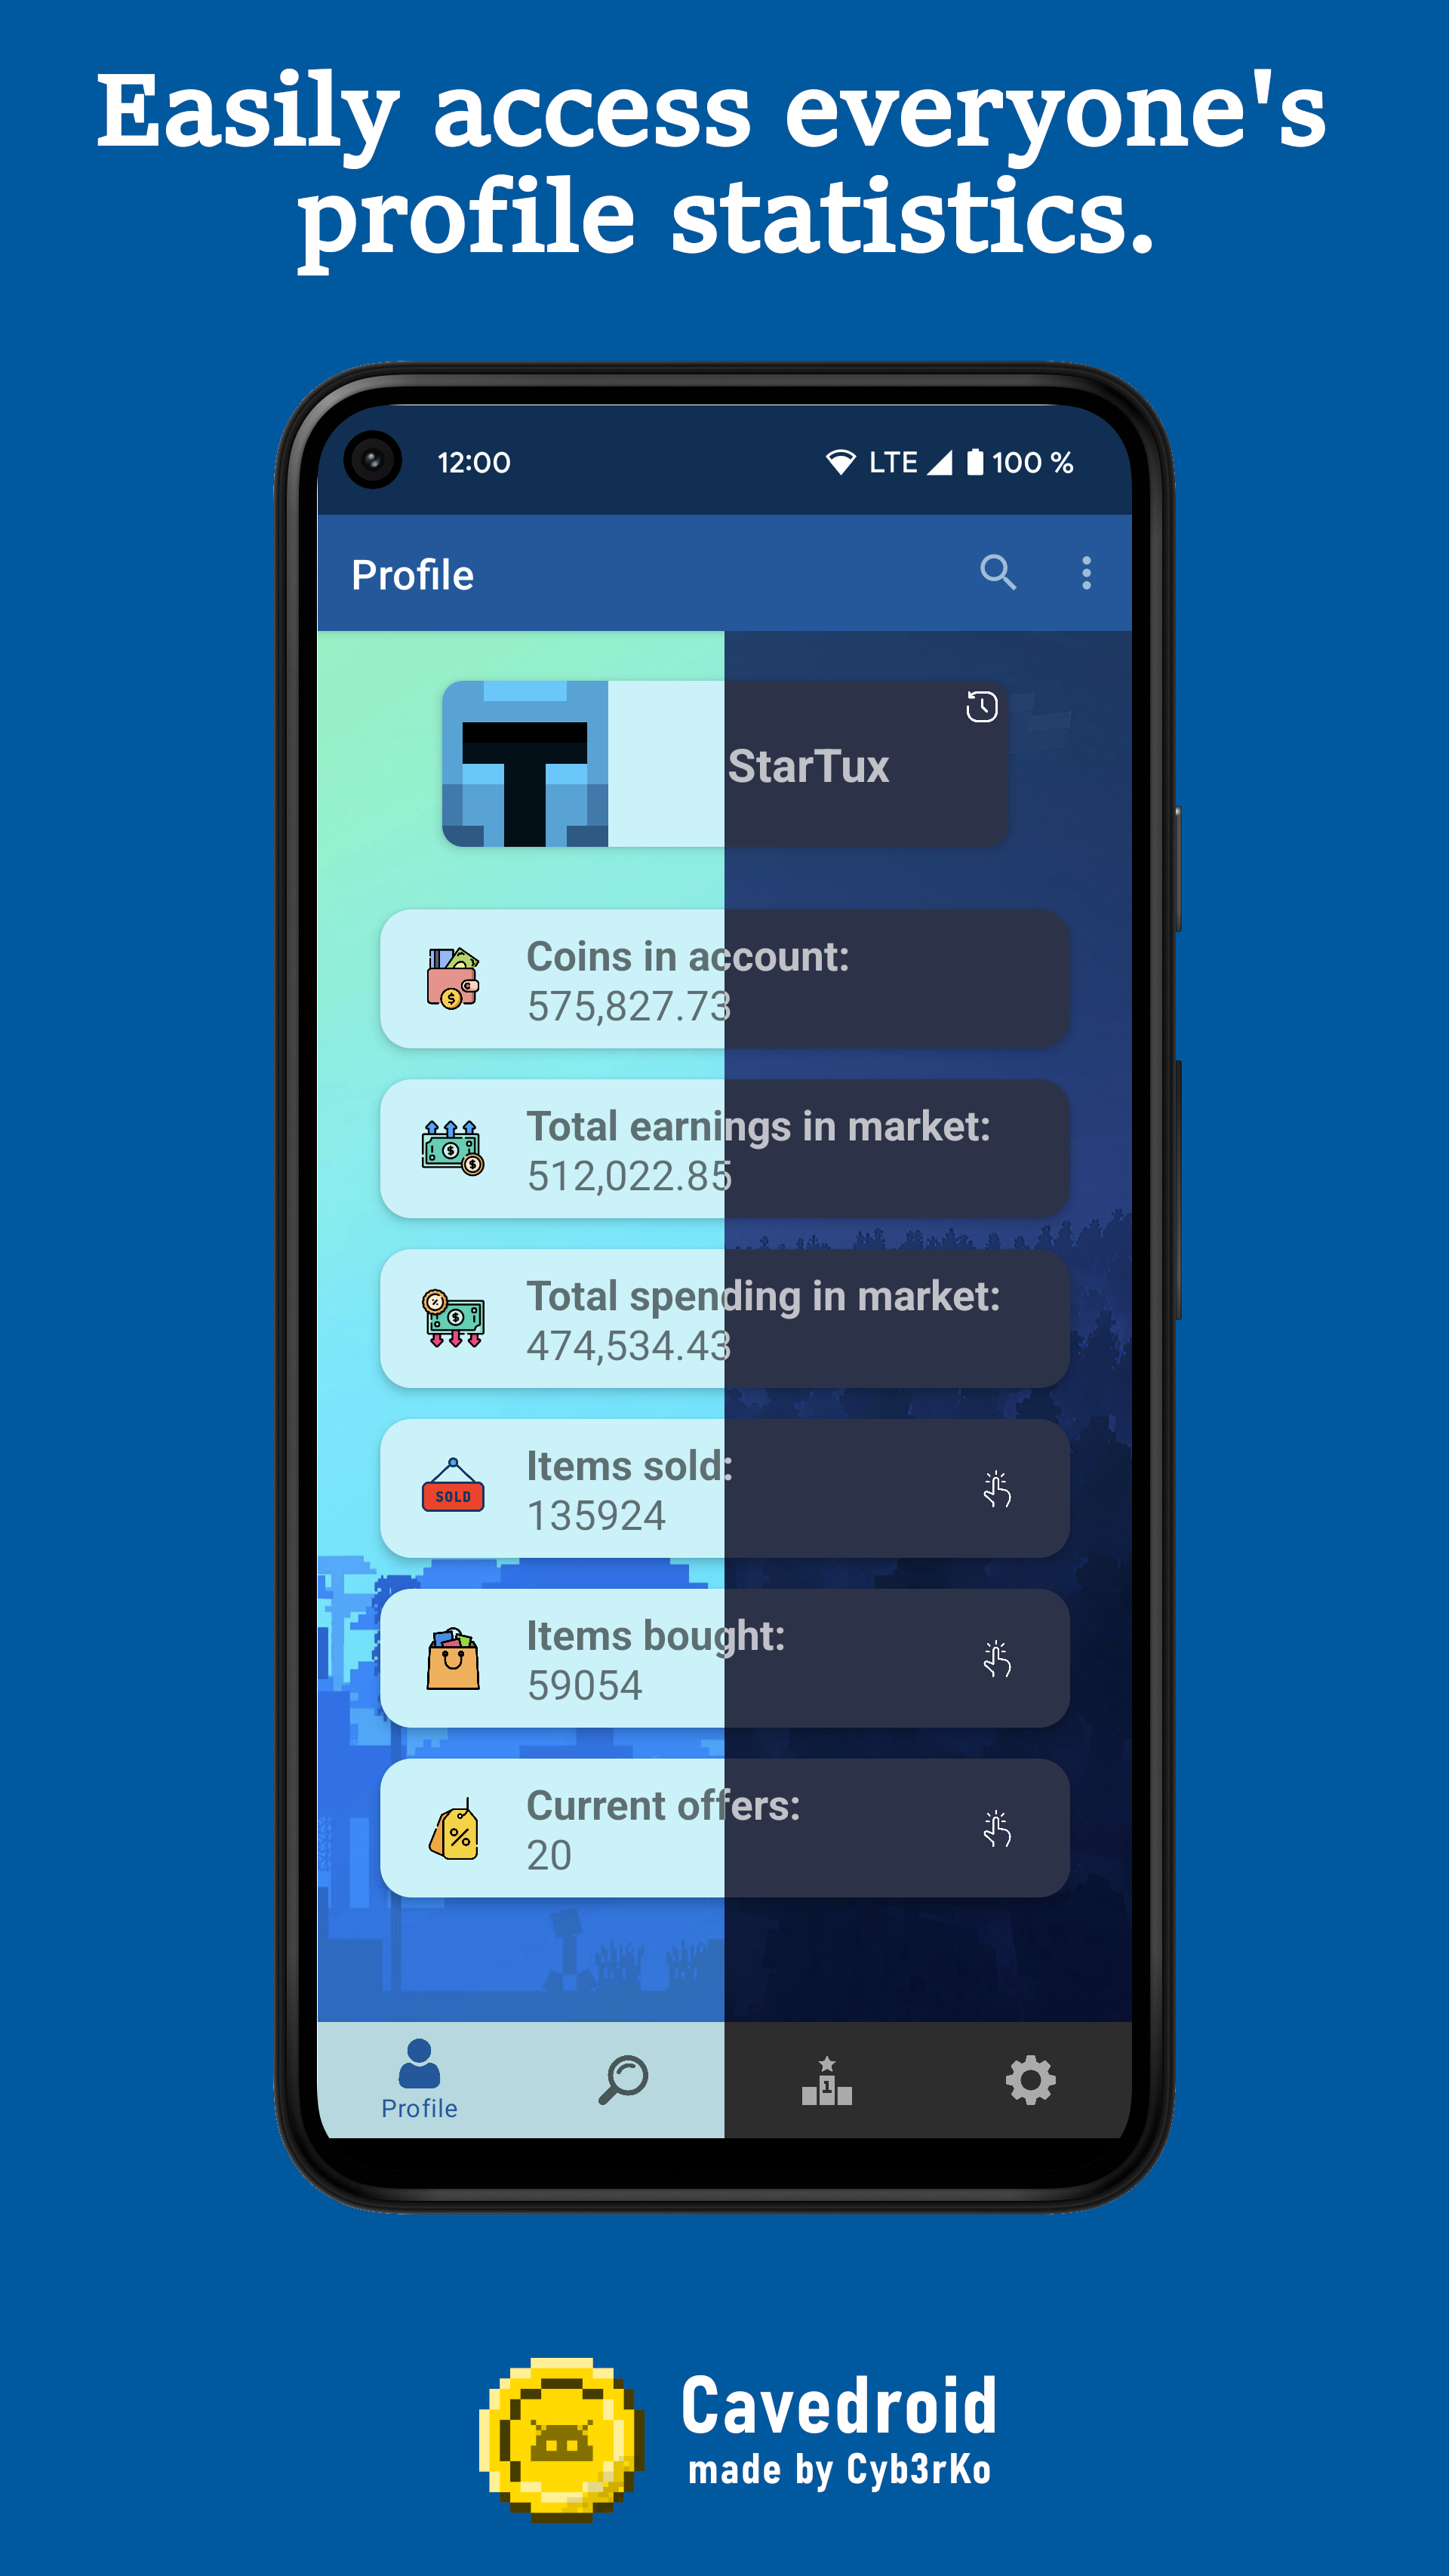 Easily access everyone's
profile statistics.
12:00 LTE 100 %
Profile
StarTux
Coins in account:
575,827.73
Total earnings in market:
512,022.85
Total spending in market:
474,534.43
Items sold:
SOLD
135924
Items bought:
59054
Current offers:
20
1
Profile
Cavedroid
made by Cyb3rKo